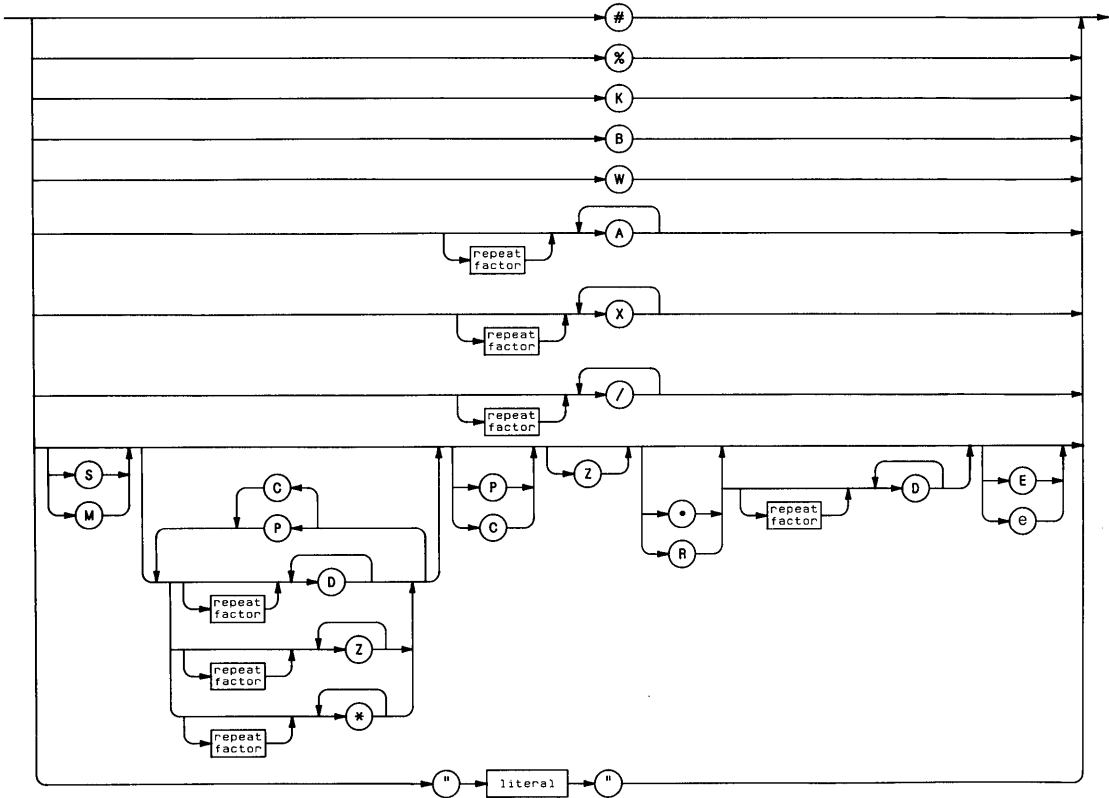 #
%
K
B
W
A
repeat
factor
X
repeat
factor
/
repeat
factor
S
M
C
P
P
C
Z
•
R
repeat
factor
D
E
e
repeat
factor
D
repeat
factor
Z
repeat
factor
*
" literal "